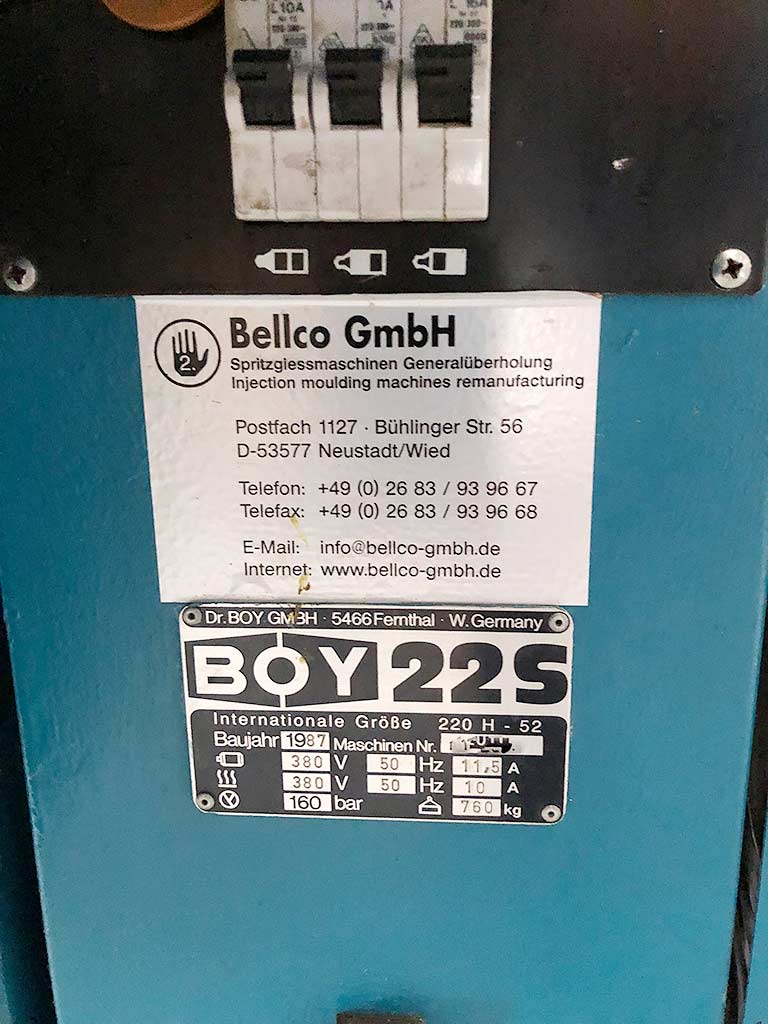 L10A
Bellco GmbH
2.
Spritzgiessmaschinen Generalüberholung
Injection moulding machines remanufacturing
Postfach 1127 · Bühlinger Str. 56
D-53577 Neustadt/Wied
Telefon: +49 (0) 26 83 / 93 96 67
Telefax: +49 (0) 26 83 / 93 96 68
E-Mail: info@bellco-gmbh.de
Internet: www.bellco-gmbh.de
Dr. BOY GMBH · 5466 Fernthal · W. Germany
BOY 22S
Internationale Größe 220 H - 52
Baujahr 1987 Maschinen Nr.
380 V 50 Hz 11,5 A
380 V 50 Hz 10 A
160 bar 760 kg